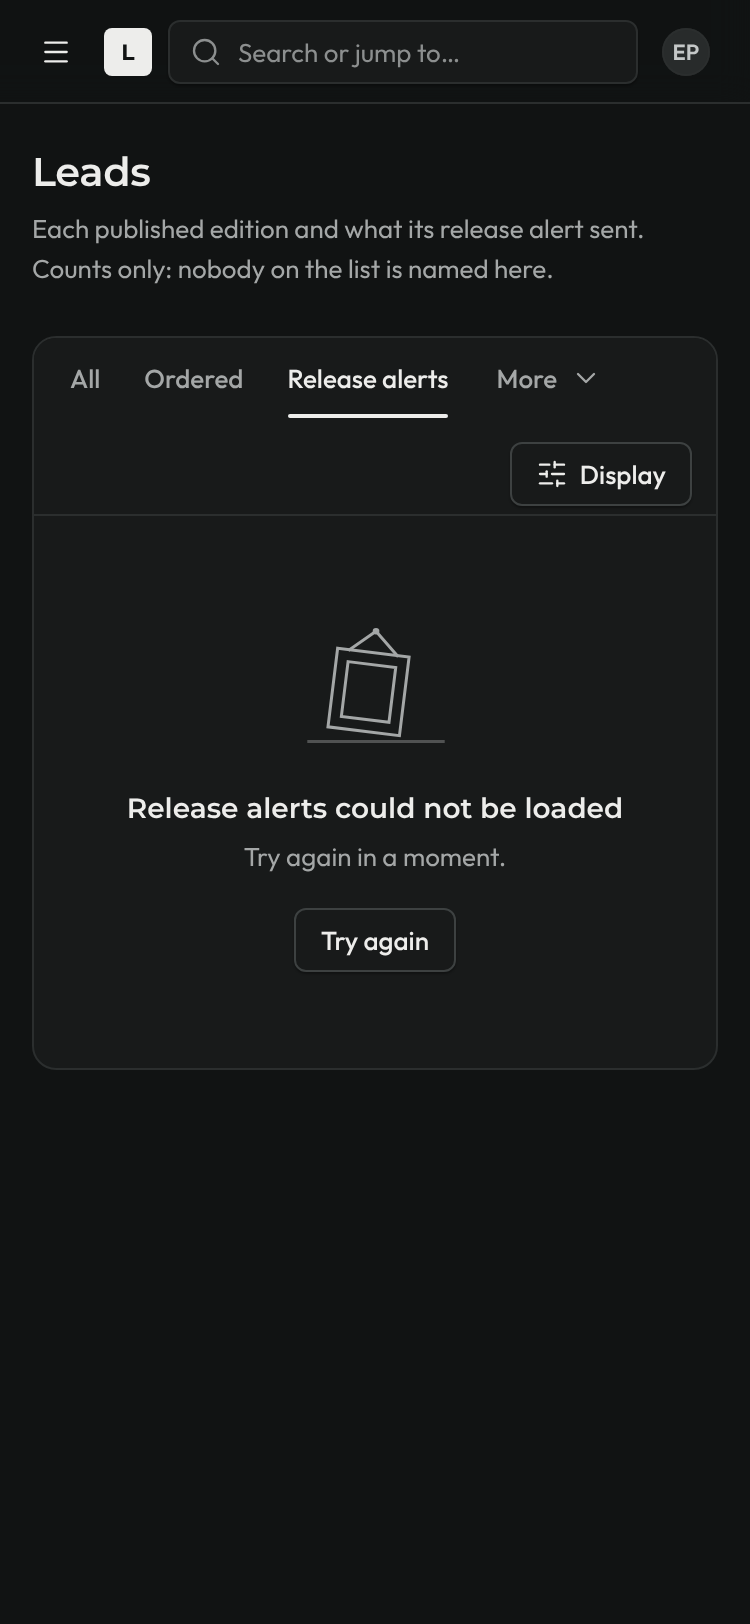 L
Search or jump to…
EP
Leads
Each published edition and what its release alert sent.
Counts only: nobody on the list is named here.
All
Ordered
Release alerts
More
Display
Release alerts could not be loaded
Try again in a moment.
Try again